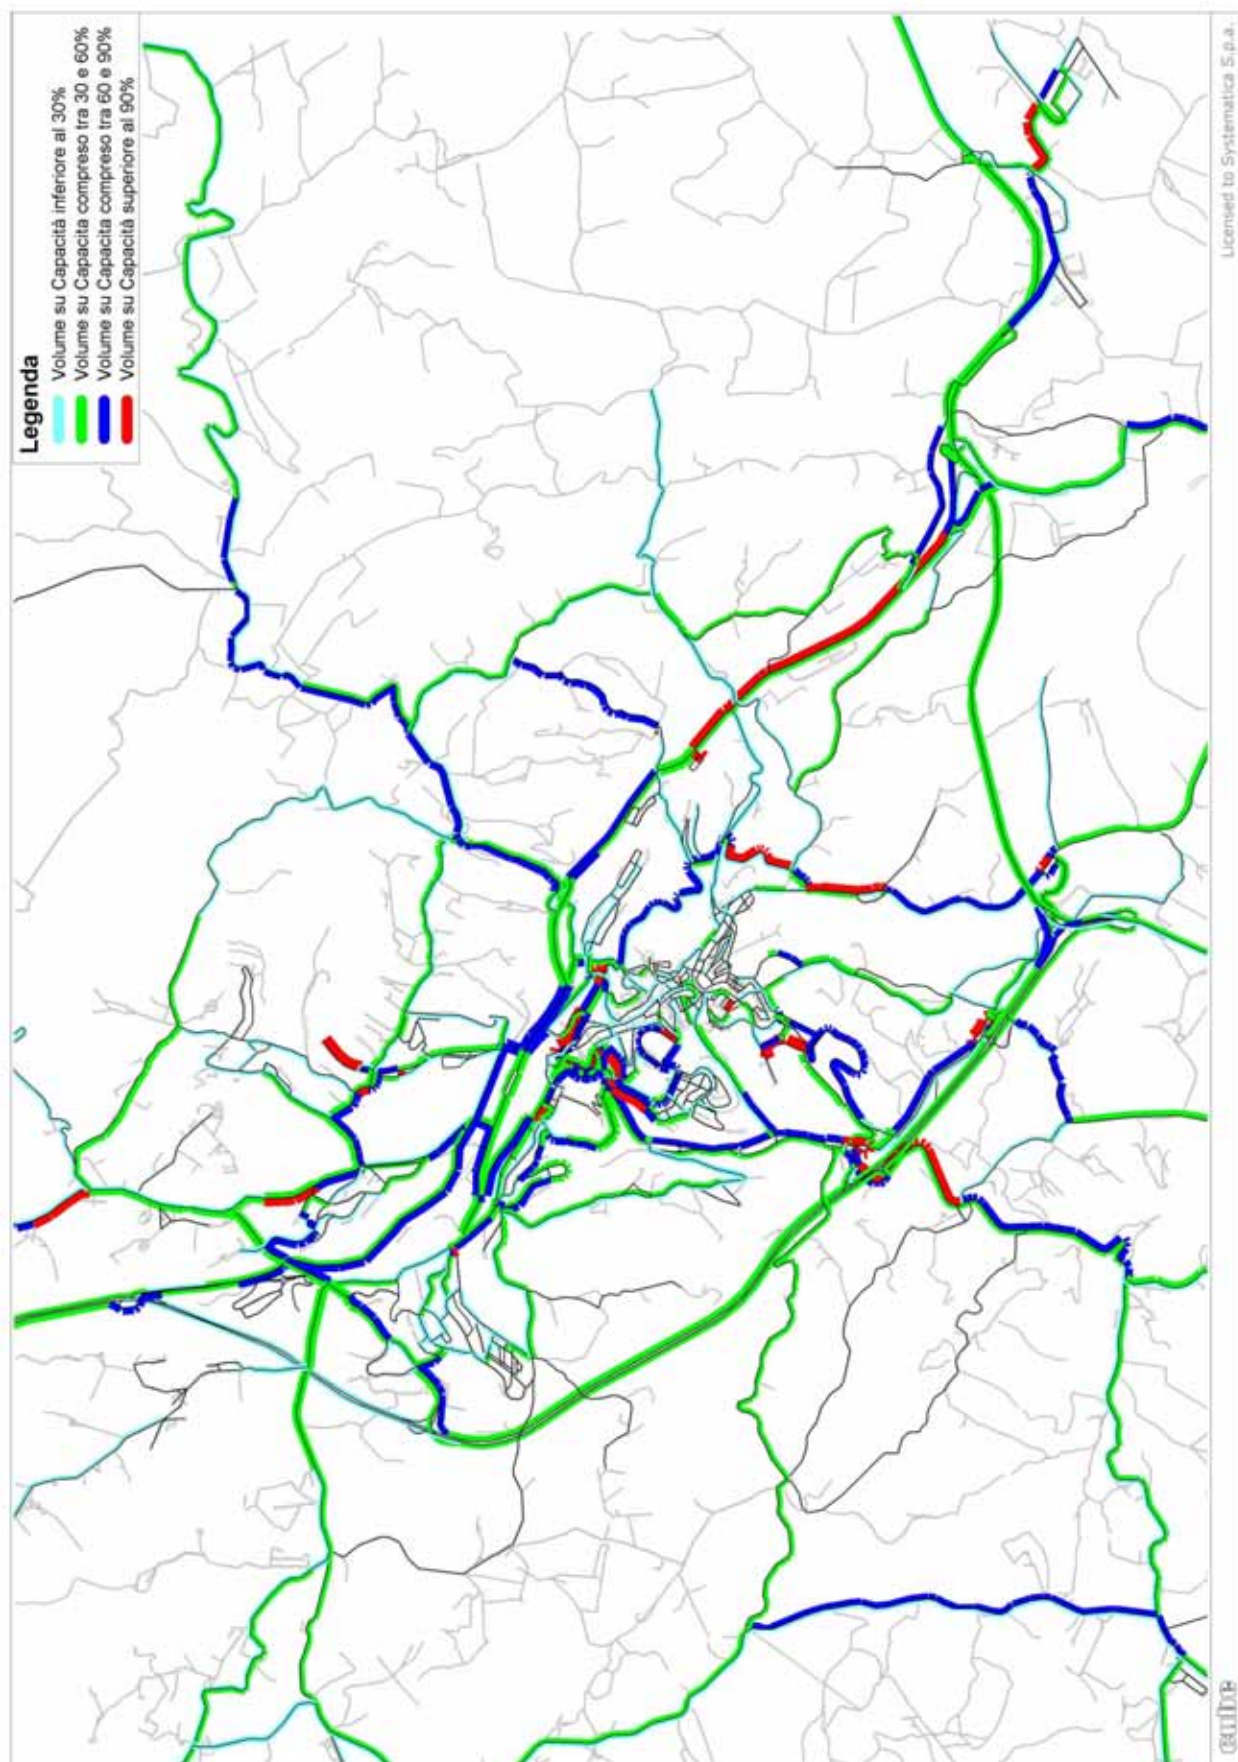 Legenda
Volume su Capacità inferiore al 30%
Volume su Capacita compreso tra 30 e 60%
Volume su Capacita compreso tra 60 e 90%
Volume su Capacità superiore al 90%
Licensed to Systematica S.p.a.
cube